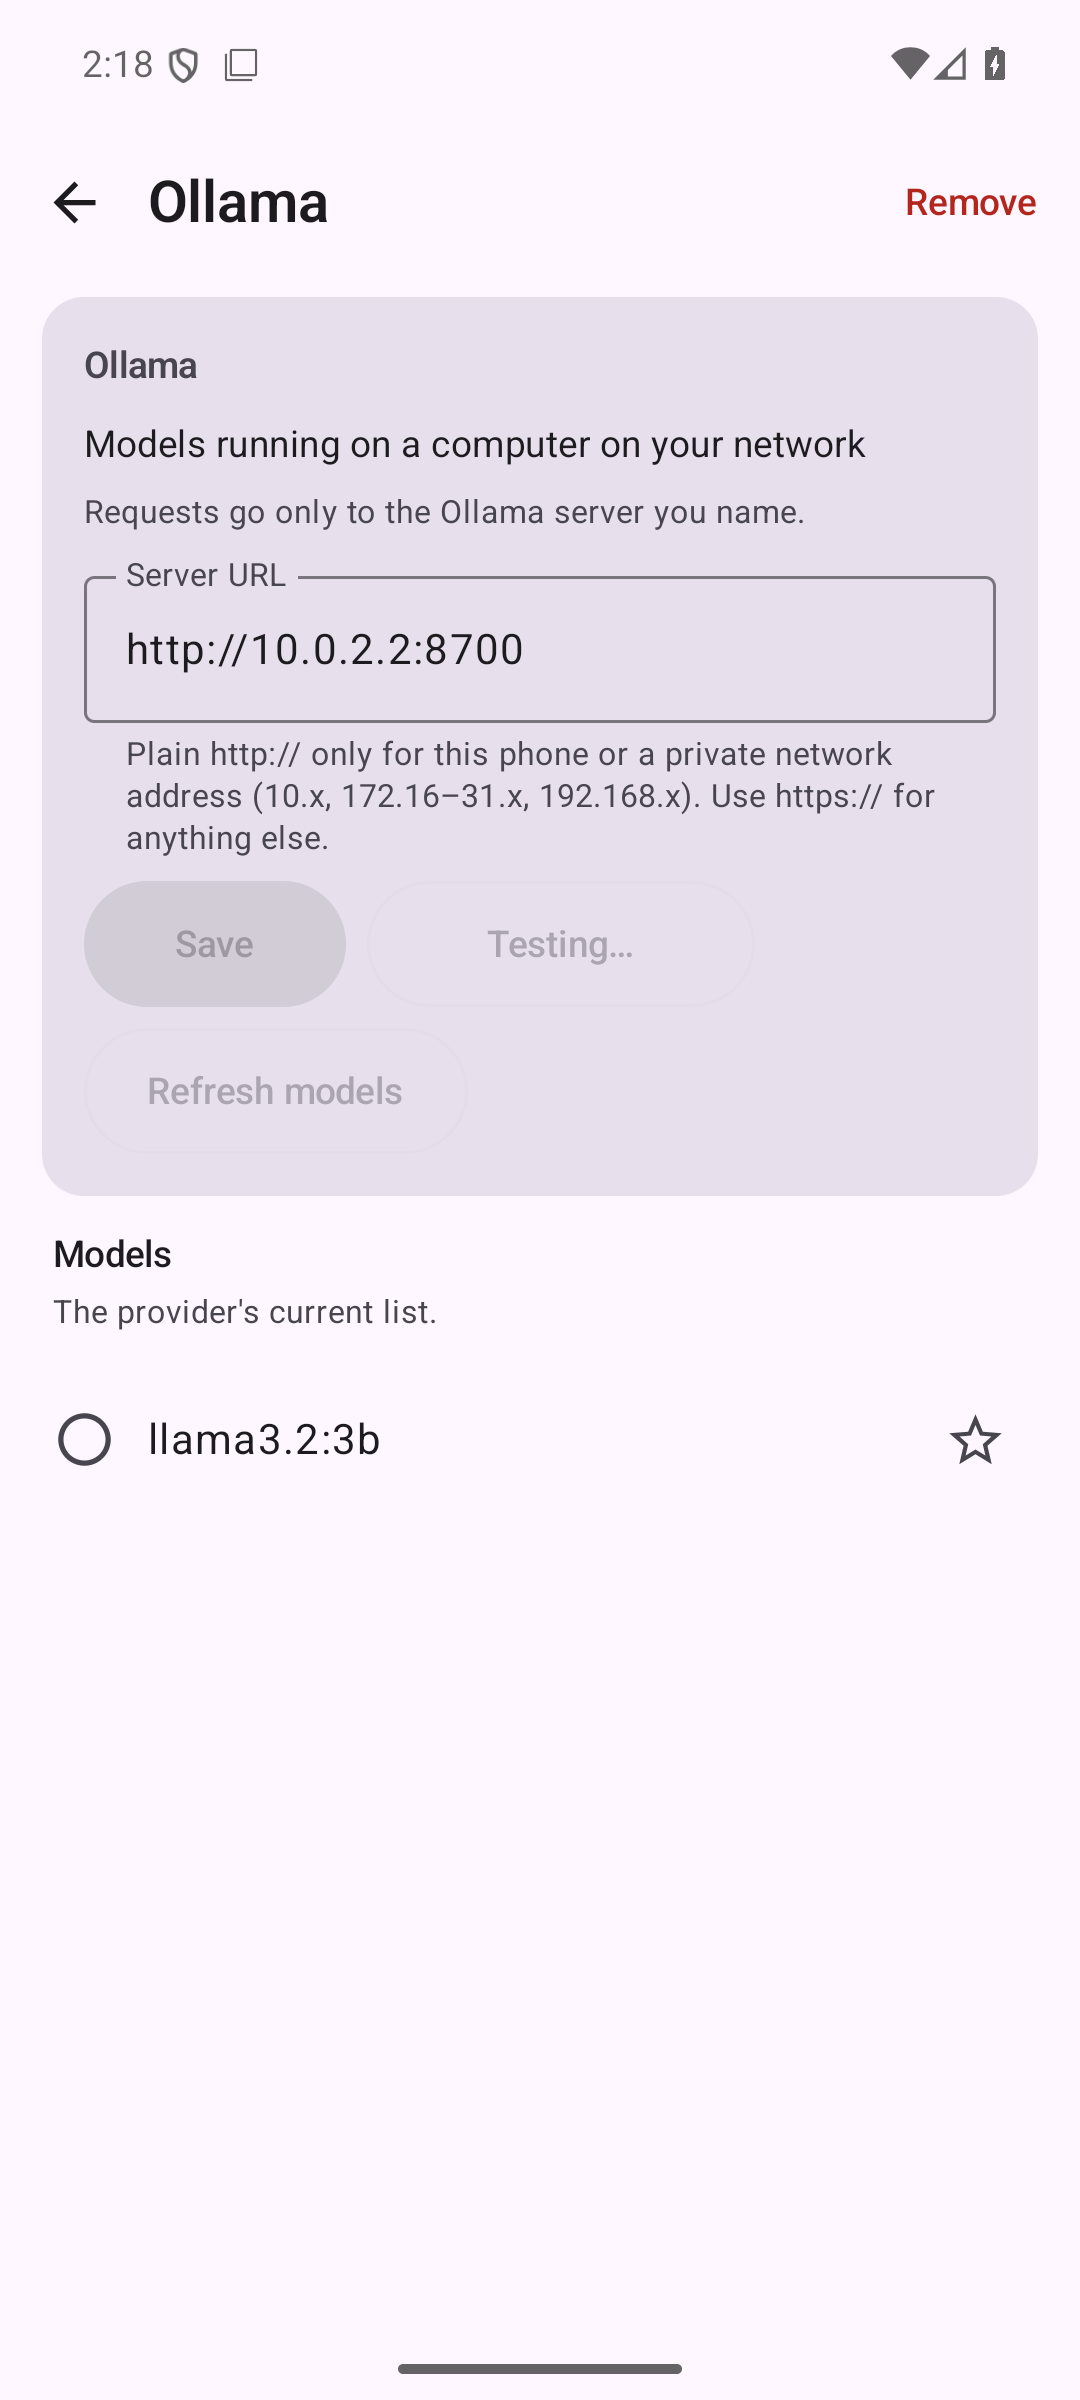 2:18
Ollama
Remove
Ollama
Models running on a computer on your network
Requests go only to the Ollama server you name.
Server URL
http://10.0.2.2:8700
Plain http:// only for this phone or a private network
address (10.x, 172.16–31.x, 192.168.x). Use https:// for
anything else.
Save
Testing…
Refresh models
Models
The provider's current list.
llama3.2:3b